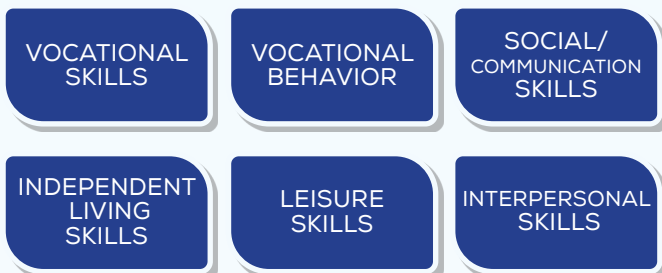 VOCATIONAL
SKILLS
VOCATIONAL
BEHAVIOR
SOCIAL/
COMMUNICATION
SKILLS
INDEPENDENT
LIVING
SKILLS
LEISURE
SKILLS
INTERPERSONAL
SKILLS